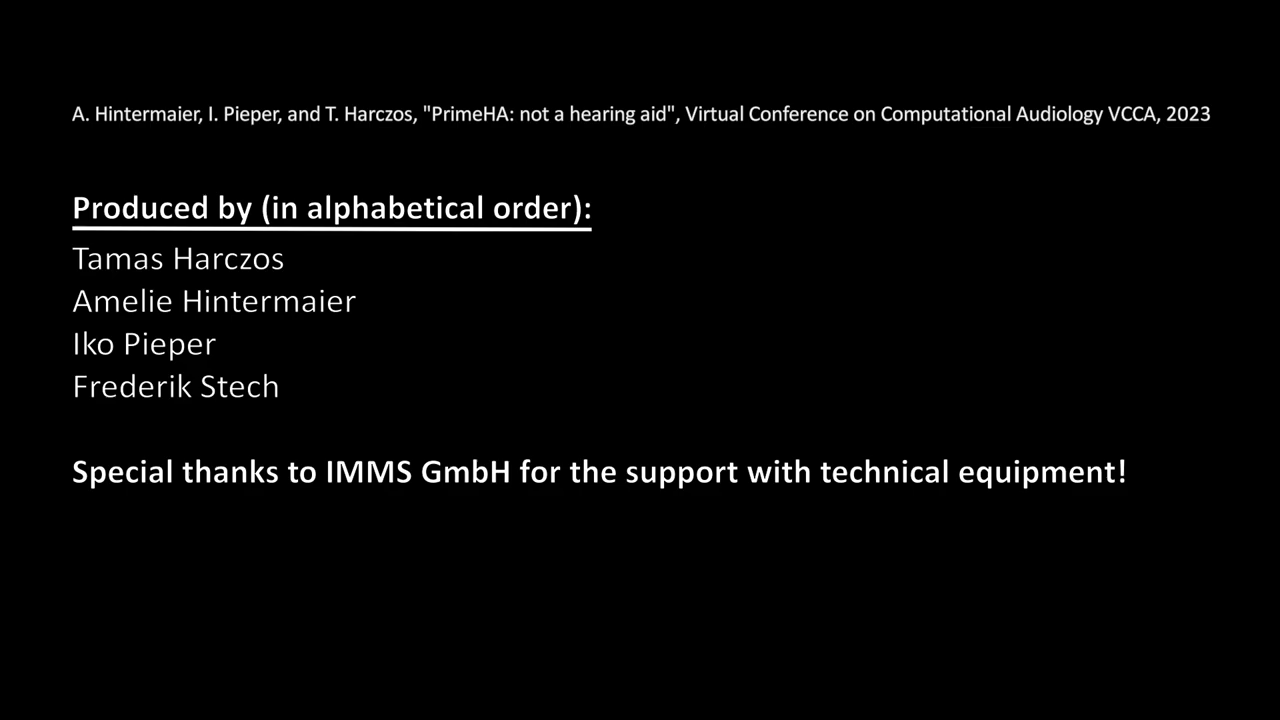 A. Hintermaier, I. Pieper, and T. Harczos, "PrimeHA: not a hearing aid", Virtual Conference on Computational Audiology VCCA, 2023
Produced by (in alphabetical order):
Tamas Harczos
Amelie Hintermaier
Iko Pieper
Frederik Stech
Special thanks to IMMS GmbH for the support with technical equipment!